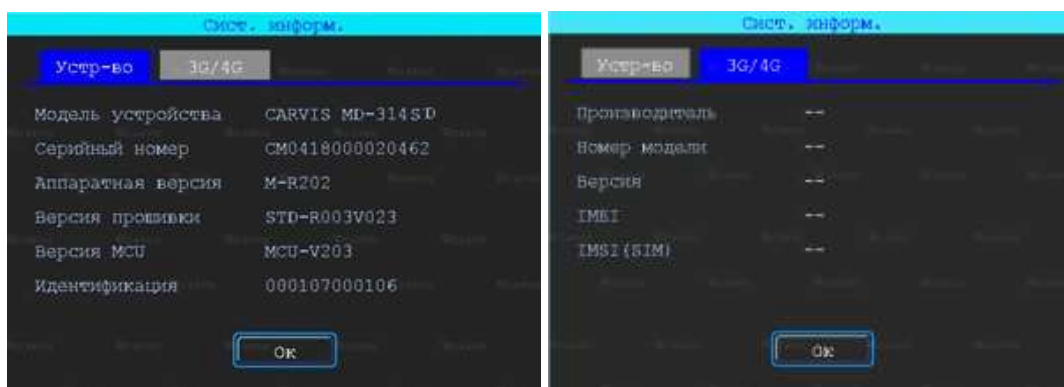 Сист. информ.
Устр-во 3G/4G
Модель устройства CARVIS MD-314SD
Серийный номер CM0418000020462
Аппаратная версия M-R202
Версия прошивки STD-R003V023
Версия MCU MCU-V203
Идентификация 000107000106
Ок
Сист. информ.
Устр-во 3G/4G
Производитель --
Номер модели --
Версия --
IMEI --
IMSI(SIM) --
Ок